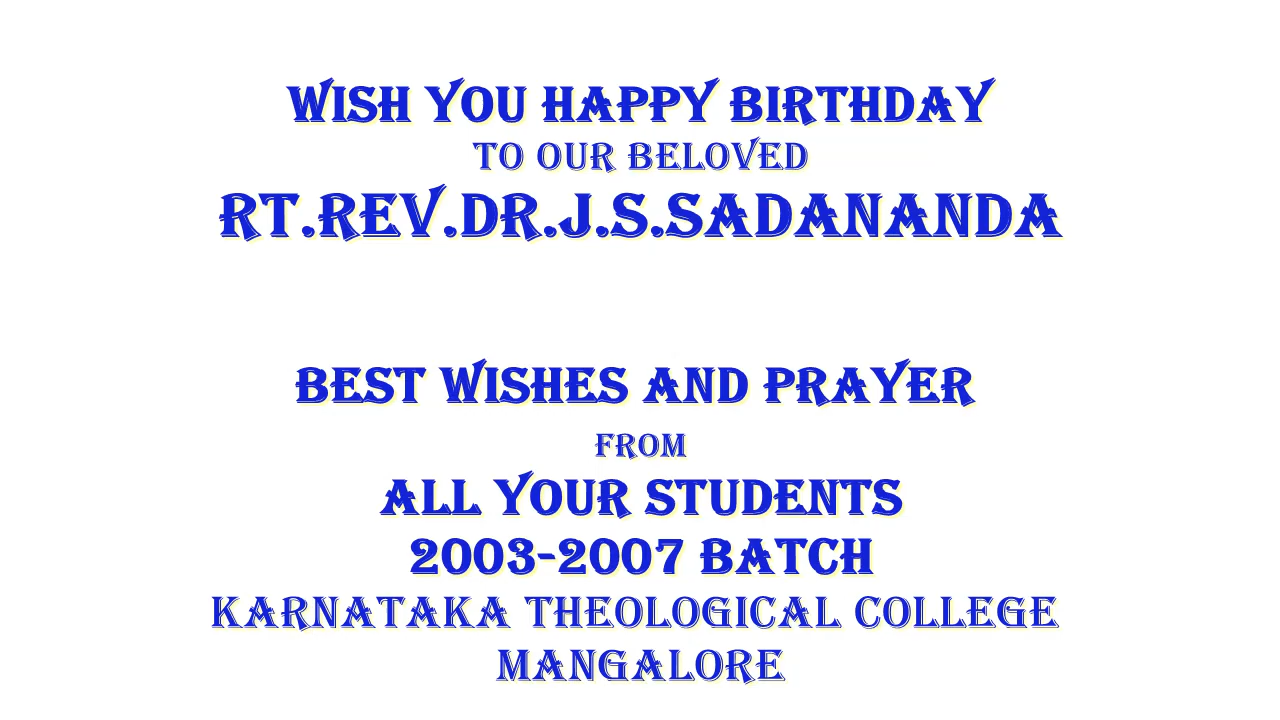 WISH YOU HAPPY BIRTHDAY
TO OUR BELOVED
RT.REV.DR.J.S.SADANANDA
BEST WISHES AND PRAYER
FROM
ALL YOUR STUDENTS
2003-2007 BATCH
KARNATAKA THEOLOGICAL COLLEGE
MANGALORE